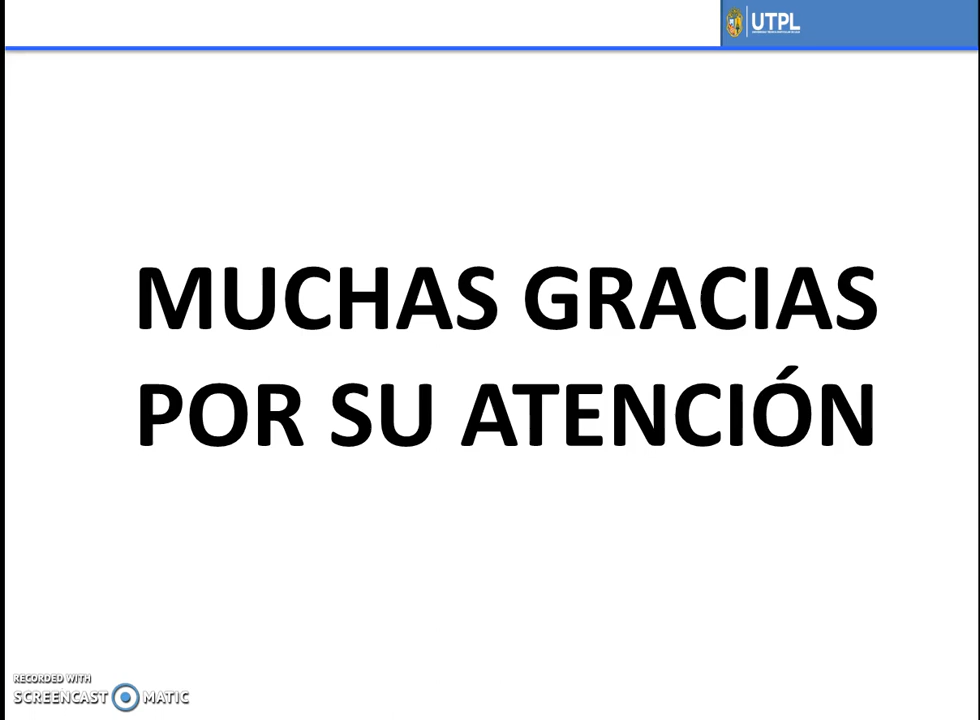 UTPL
MUCHAS GRACIAS
POR SU ATENCIÓN
RECORDED WITH
SCREENCAST MATIC